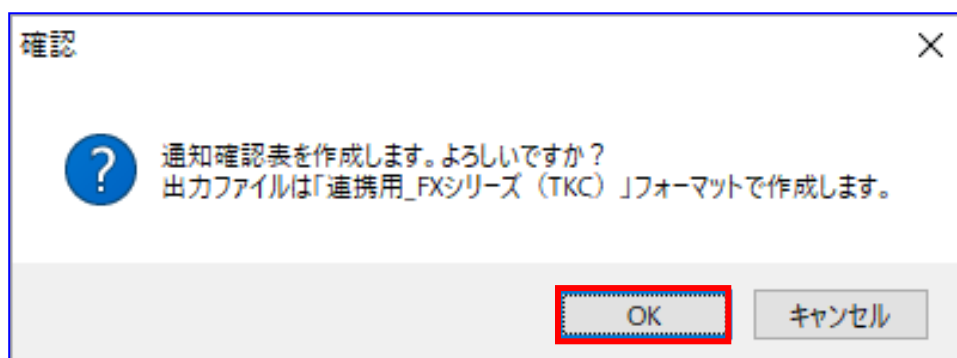 確認
通知確認表を作成します。よろしいですか？
出力ファイルは「連携用_FXシリーズ（TKC）」フォーマットで作成します。
OK
キャンセル